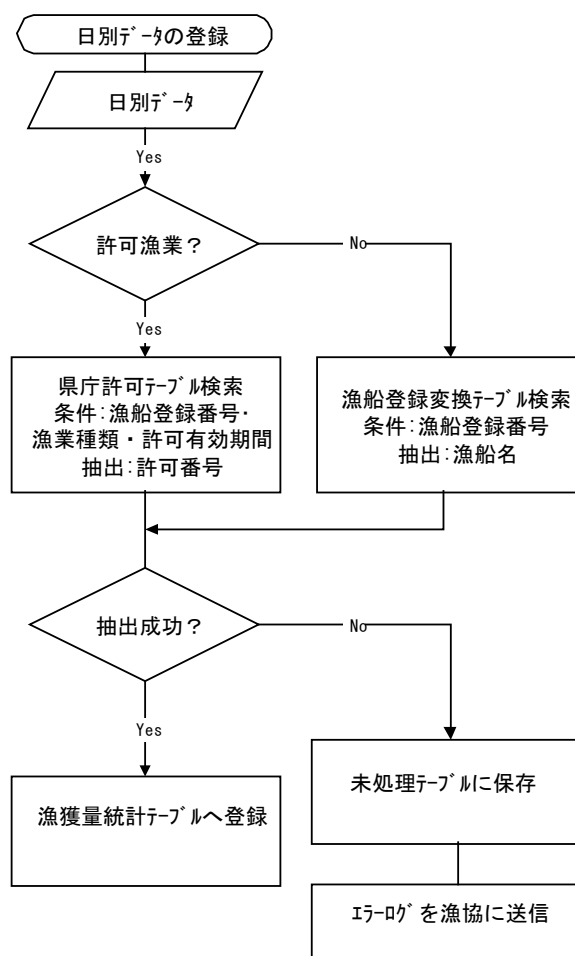 日別ﾃﾞｰﾀの登録
日別ﾃﾞｰﾀ
Yes
許可漁業？
No
Yes
県庁許可ﾃｰﾌﾞﾙ検索
条件:漁船登録番号･
漁業種類・許可有効期間
抽出:許可番号
漁船登録変換ﾃｰﾌﾞﾙ検索
条件:漁船登録番号
抽出:漁船名
抽出成功？
No
Yes
漁獲量統計ﾃｰﾌﾞﾙへ登録
未処理ﾃｰﾌﾞﾙに保存
ｴﾗｰﾛｸﾞを漁協に送信